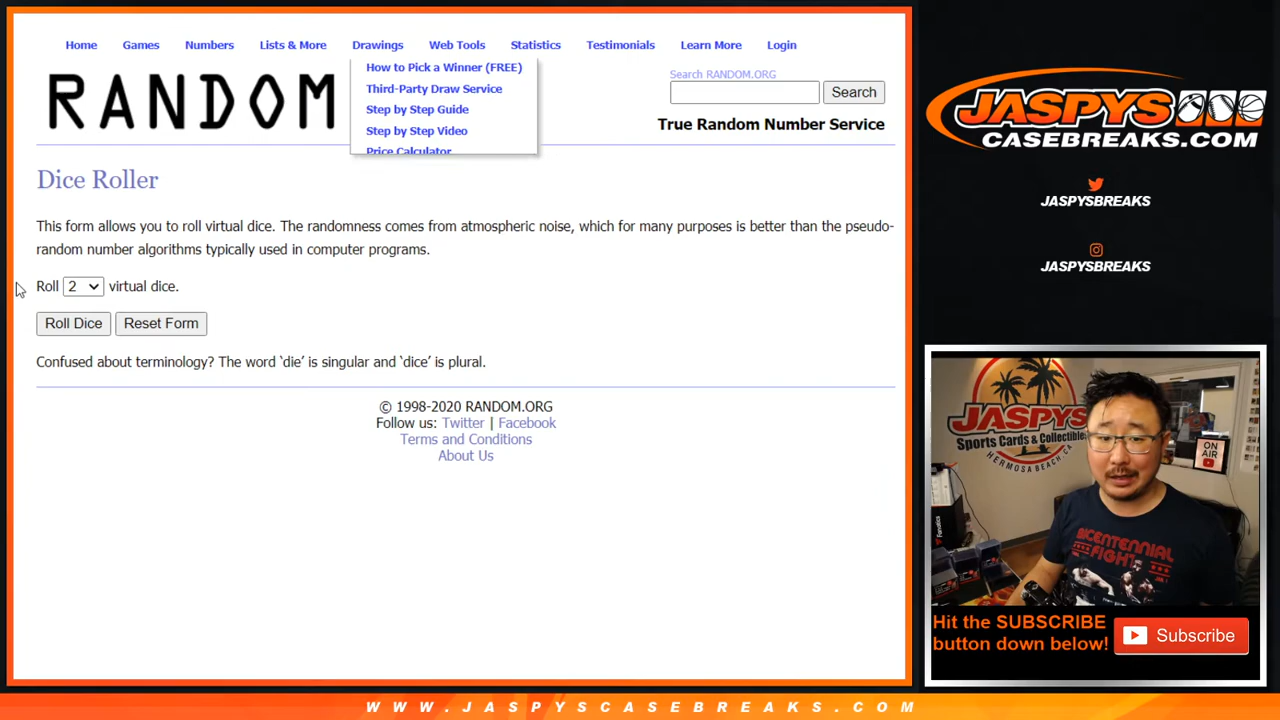 Home Games Numbers Lists & More Drawings Web Tools Statistics Testimonials Learn More Login
How to Pick a Winner (FREE)
Third-Party Draw Service
Step by Step Guide
Step by Step Video
Price Calculator
RANDOM
Search RANDOM.ORG
Search
True Random Number Service
Dice Roller
This form allows you to roll virtual dice. The randomness comes from atmospheric noise, which for many purposes is better than the pseudo-
random number algorithms typically used in computer programs.
Roll 2 virtual dice.
Roll Dice Reset Form
Confused about terminology? The word ‘die’ is singular and ‘dice’ is plural.
© 1998-2020 RANDOM.ORG
Follow us: Twitter | Facebook
Terms and Conditions
About Us
JASPYS
CASEBREAKS.COM
JASPYSBREAKS
JASPYSBREAKS
JASPYS
Sports Cards & Collectibles
HERMOSA BEACH, CA
ON
AIR
Fanatics
BICENTENNIAL
FIGHT
Hit the SUBSCRIBE
button down below!
Subscribe
WWW.JASPYSCASEBREAKS.COM